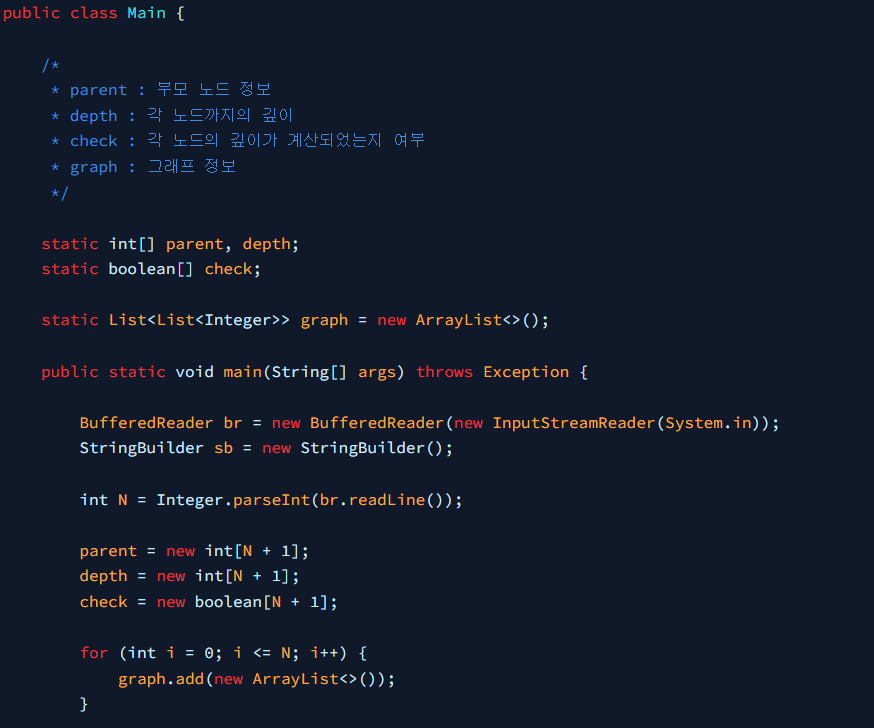 public class Main {
/*
* parent : 부모 노드 정보
* depth : 각 노드까지의 깊이
* check : 각 노드의 깊이가 계산되었는지 여부
* graph : 그래프 정보
*/
static int[] parent, depth;
static boolean[] check;
static List<List<Integer>> graph = new ArrayList<>();
public static void main(String[] args) throws Exception {
BufferedReader br = new BufferedReader(new InputStreamReader(System.in));
StringBuilder sb = new StringBuilder();
int N = Integer.parseInt(br.readLine());
parent = new int[N + 1];
depth = new int[N + 1];
check = new boolean[N + 1];
for (int i = 0; i <= N; i++) {
graph.add(new ArrayList<>());
}